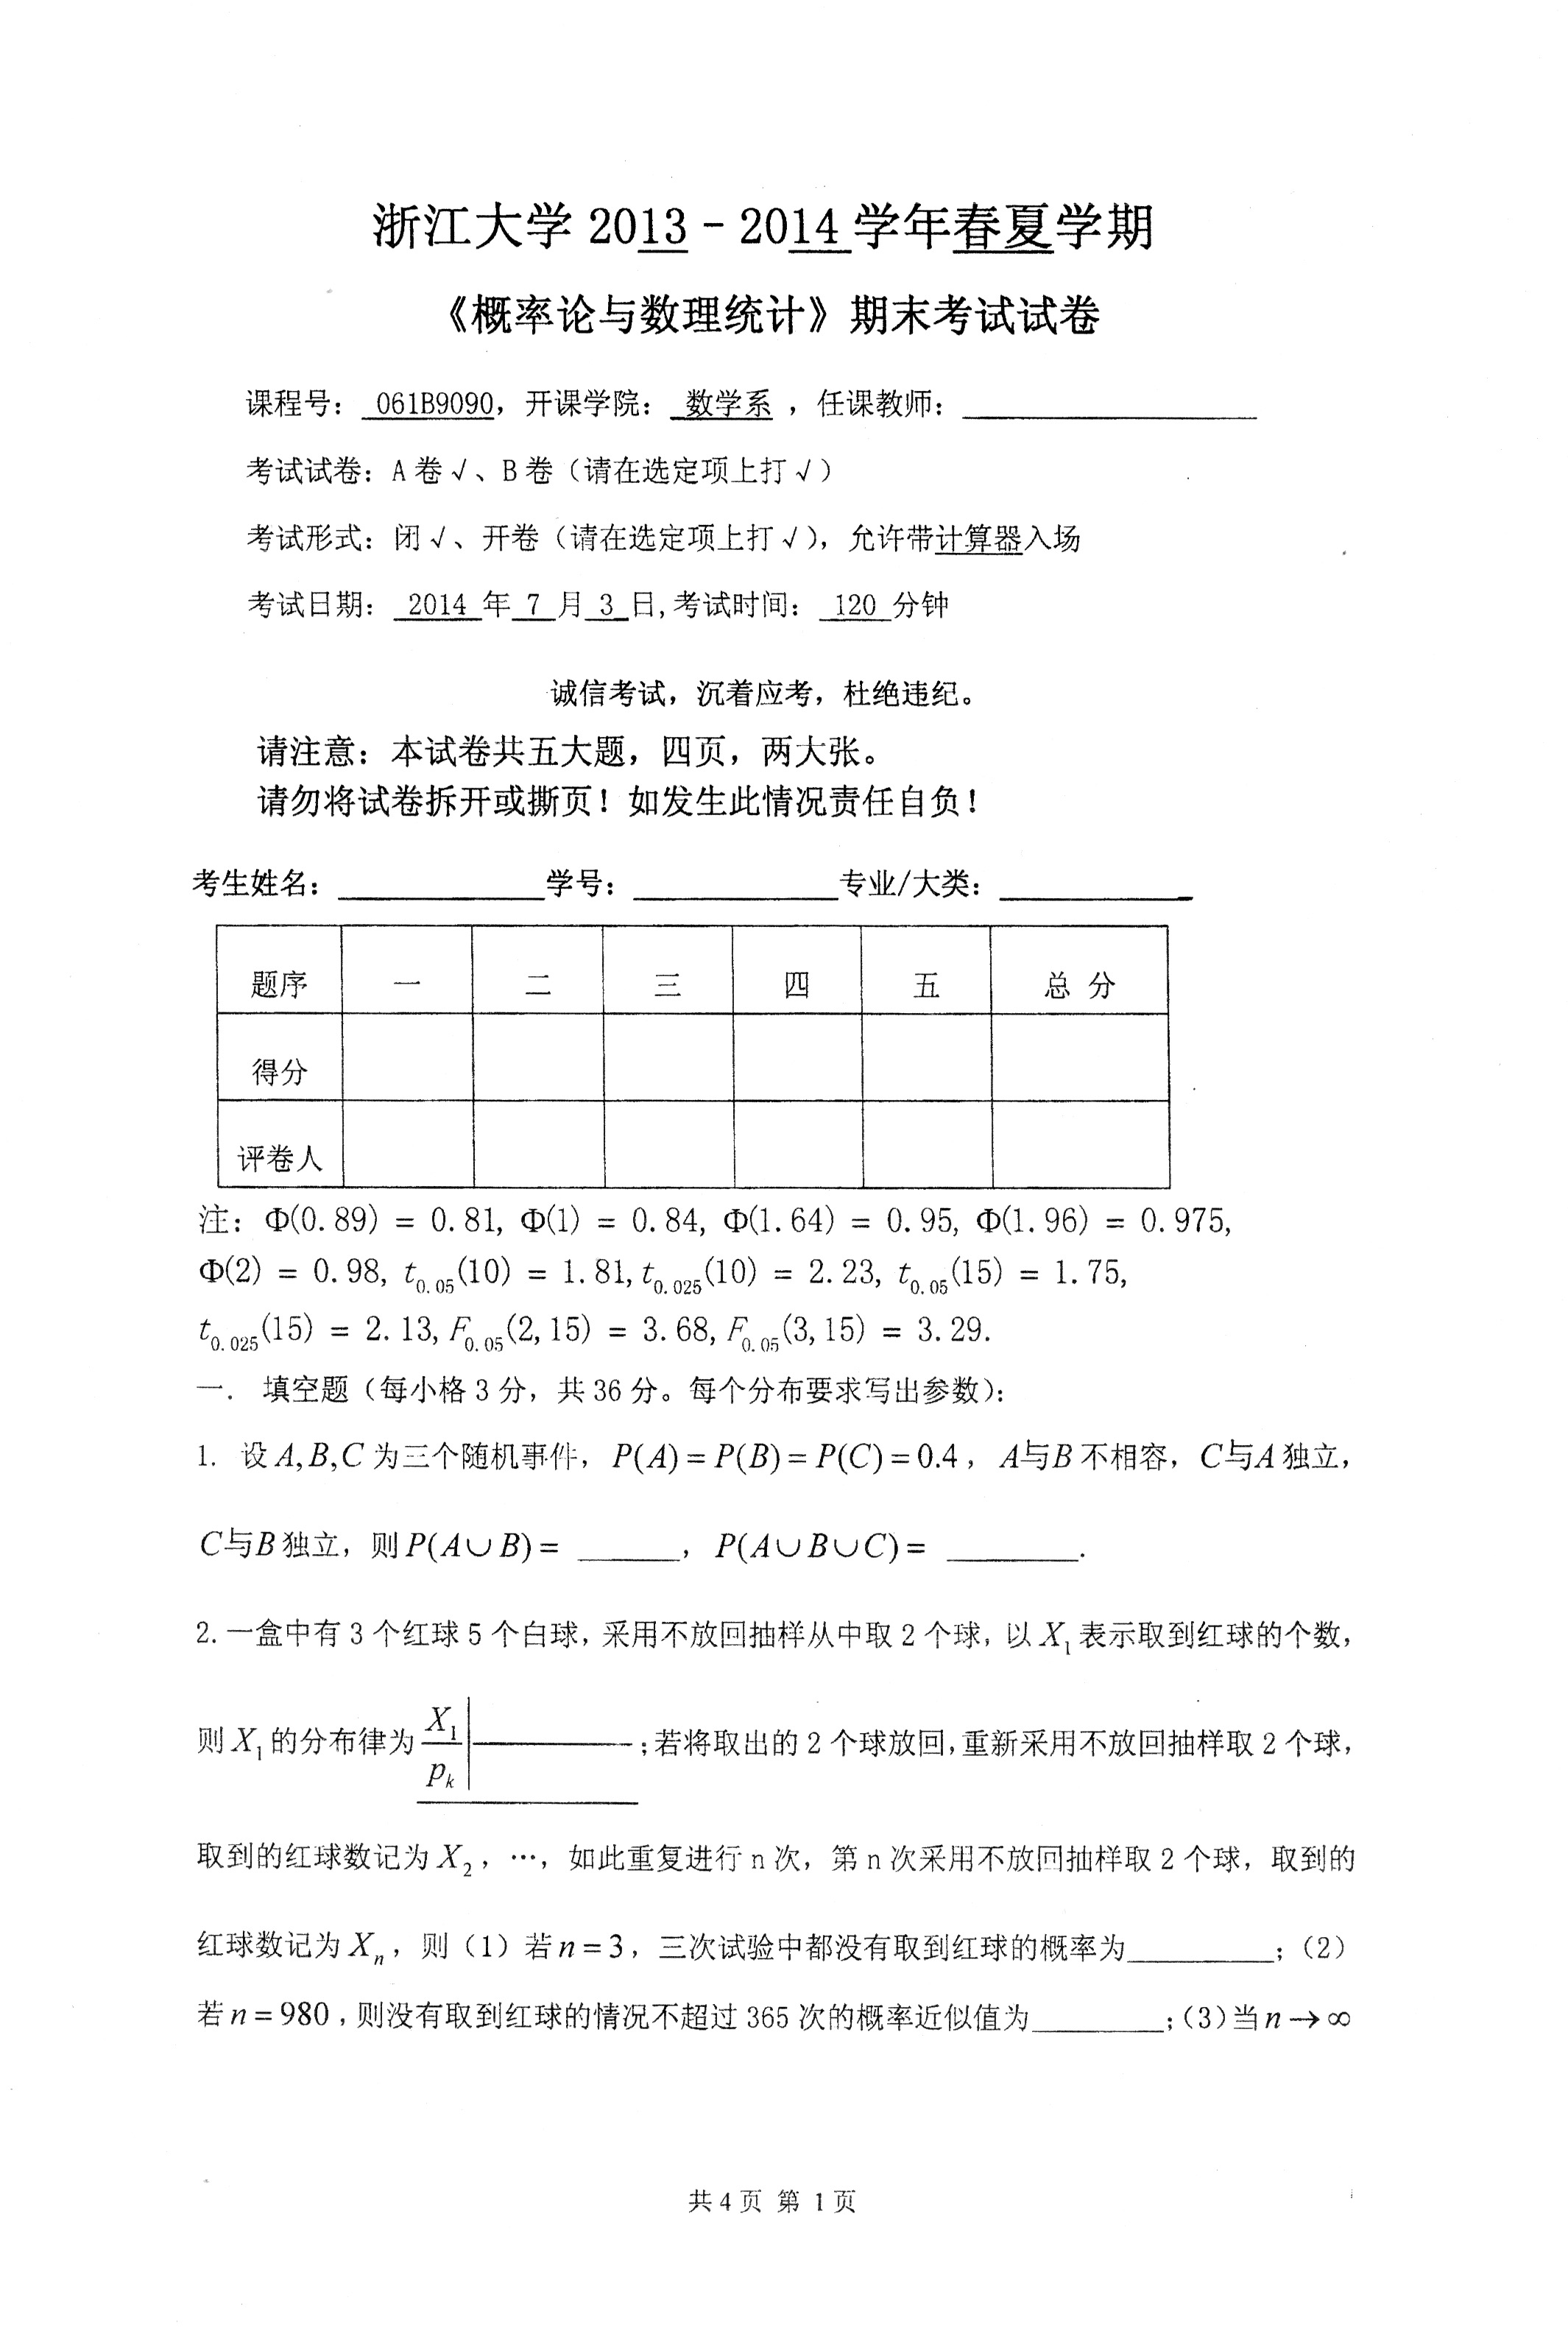 浙江大学 2013 - 2014 学年春夏学期
《概率论与数理统计》期末考试试卷
课程号： 061B9090，开课学院： 数学系 ，任课教师：
考试试卷：A 卷√、B 卷（请在选定项上打√）
考试形式：闭√、开卷（请在选定项上打√），允许带计算器入场
考试日期： 2014 年 7 月 3 日,考试时间： 120 分钟
诚信考试，沉着应考，杜绝违纪。
请注意：本试卷共五大题，四页，两大张。
请勿将试卷拆开或撕页！如发生此情况责任自负！
考生姓名：____________学号：____________专业/大类：____________
题序 一 二 三 四 五 总 分
得分
评卷人
注：Φ(0.89) = 0.81, Φ(1) = 0.84, Φ(1.64) = 0.95, Φ(1.96) = 0.975,
Φ(2) = 0.98, t_{0.05}(10) = 1.81, t_{0.025}(10) = 2.23, t_{0.05}(15) = 1.75,
t_{0.025}(15) = 2.13, F_{0.05}(2,15) = 3.68, F_{0.05}(3,15) = 3.29.
一． 填空题（每小格 3 分，共 36 分。每个分布要求写出参数）：
1. 设 A,B,C 为三个随机事件，P(A)=P(B)=P(C)=0.4，A与B 不相容，C与A 独立，
C与B 独立，则 P(A∪B)= ______，P(A∪B∪C)= ________.
2.一盒中有 3 个红球 5 个白球，采用不放回抽样从中取 2 个球，以 X₁ 表示取到红球的个数，
则 X₁ 的分布律为 X₁ | ;若将取出的 2 个球放回,重新采用不放回抽样取 2 个球，
p_k
取到的红球数记为 X₂，…，如此重复进行 n 次，第 n 次采用不放回抽样取 2 个球，取到的
红球数记为 Xₙ，则（1）若 n=3，三次试验中都没有取到红球的概率为__________；（2）
若 n=980，则没有取到红球的情况不超过 365 次的概率近似值为_________；（3）当 n→∞
共 4 页 第 1 页